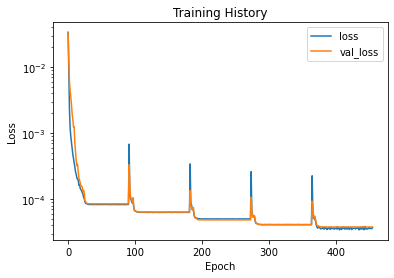 Training History
loss
val_loss
Loss
10⁻²
10⁻³
10⁻⁴
0 100 200 300 400
Epoch